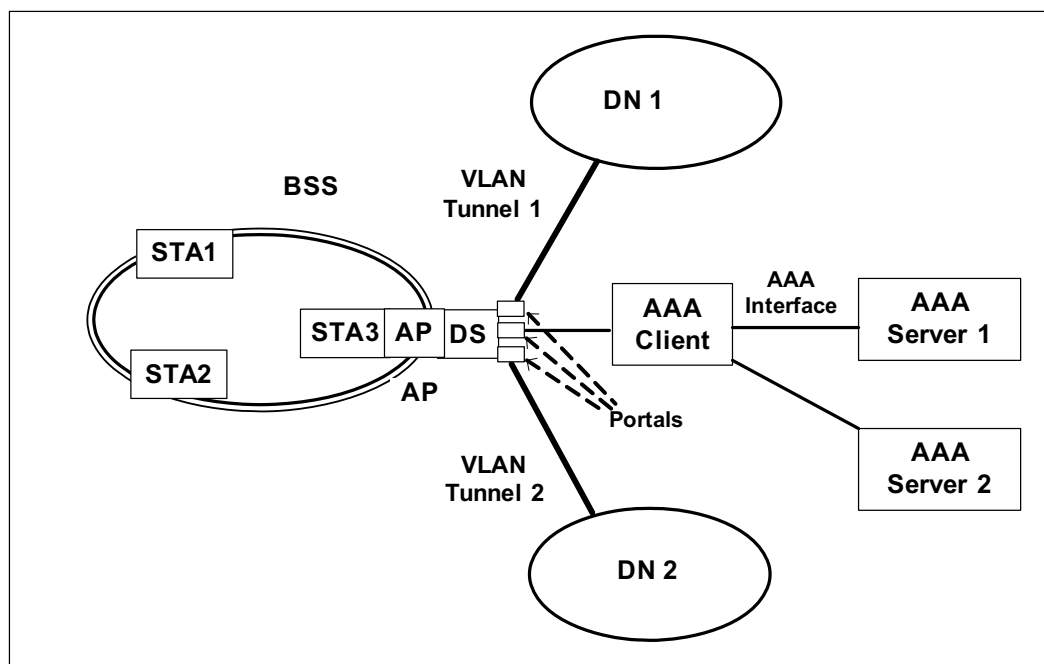 DN 1
VLAN
Tunnel 1
BSS
STA1
STA2
STA3
AP
DS
AP
AAA
Client
AAA
Interface
AAA
Server 1
Portals
AAA
Server 2
VLAN
Tunnel 2
DN 2